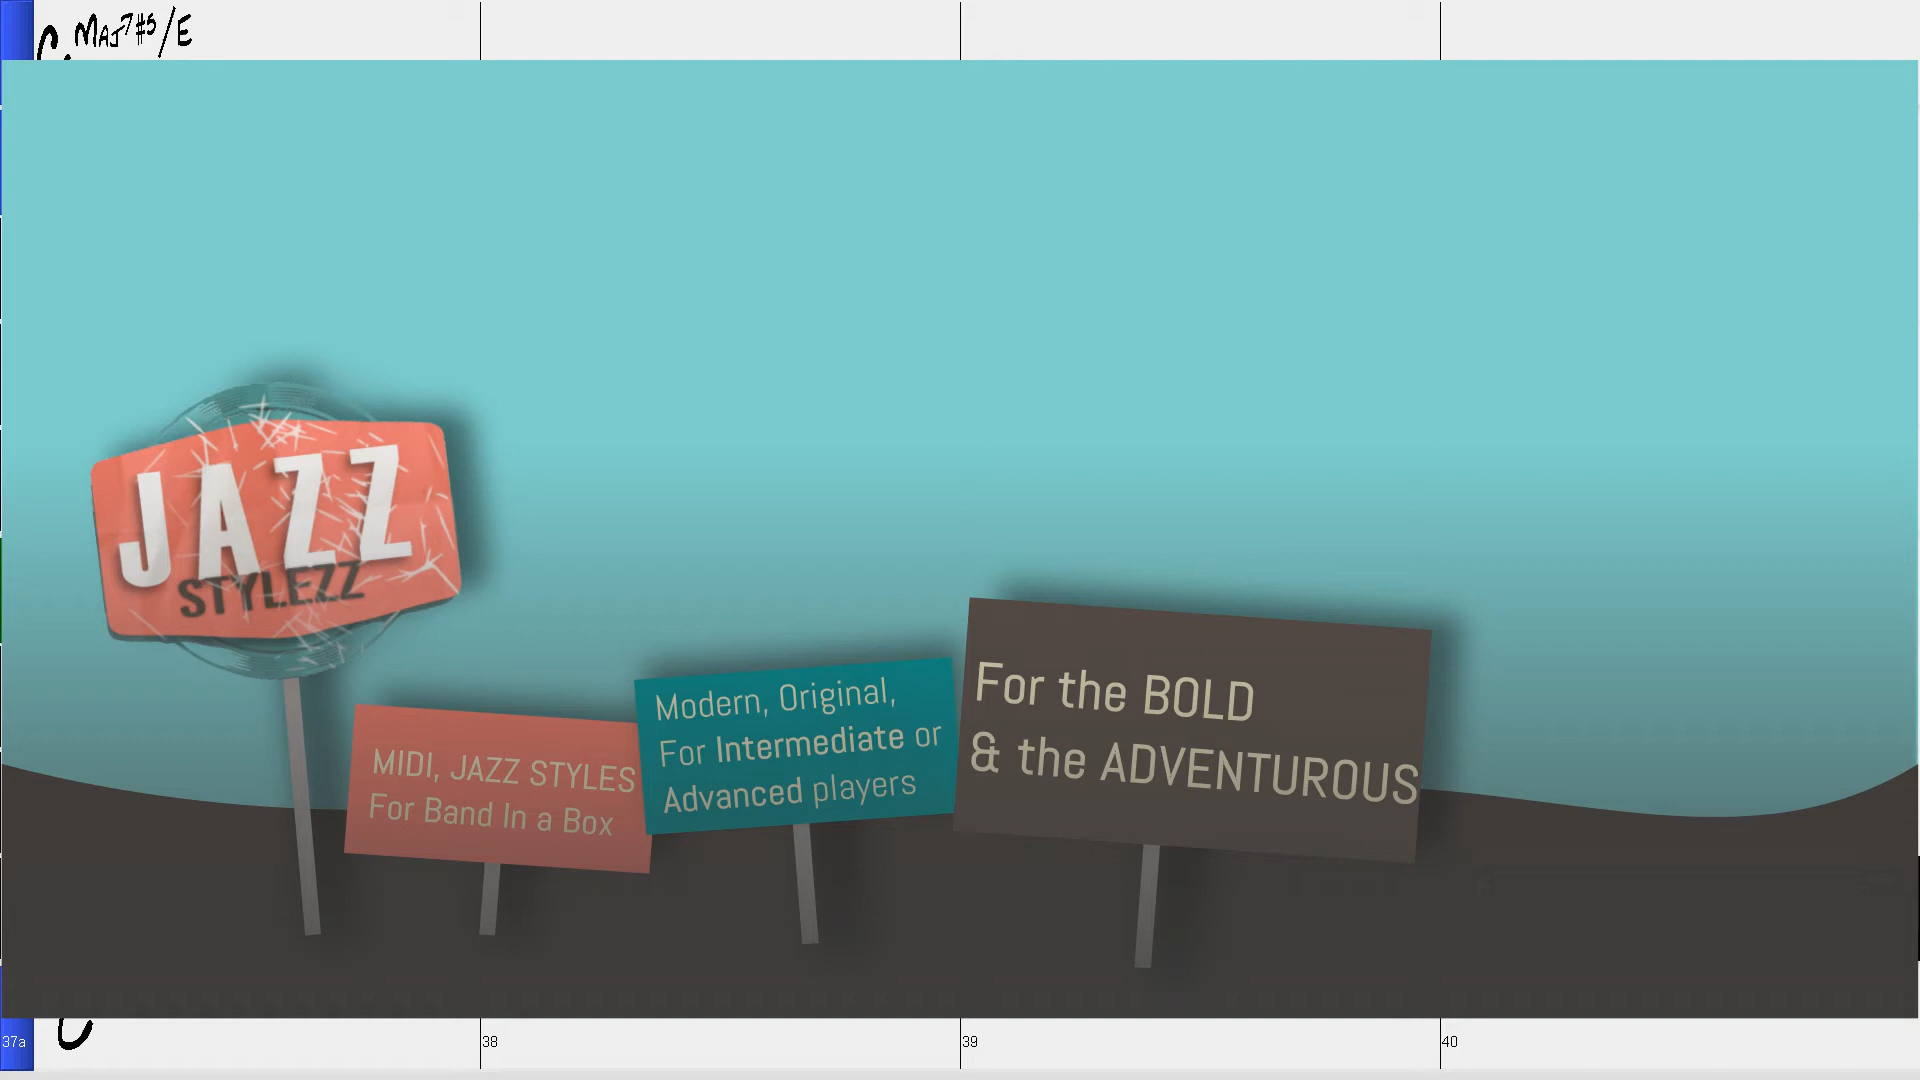 MAJ7#5/E
JAZZ
STYLEZZ
MIDI, JAZZ STYLES
For Band In a Box
Modern, Original,
For Intermediate or
Advanced players
For the BOLD
& the ADVENTUROUS
37a
38
39
40